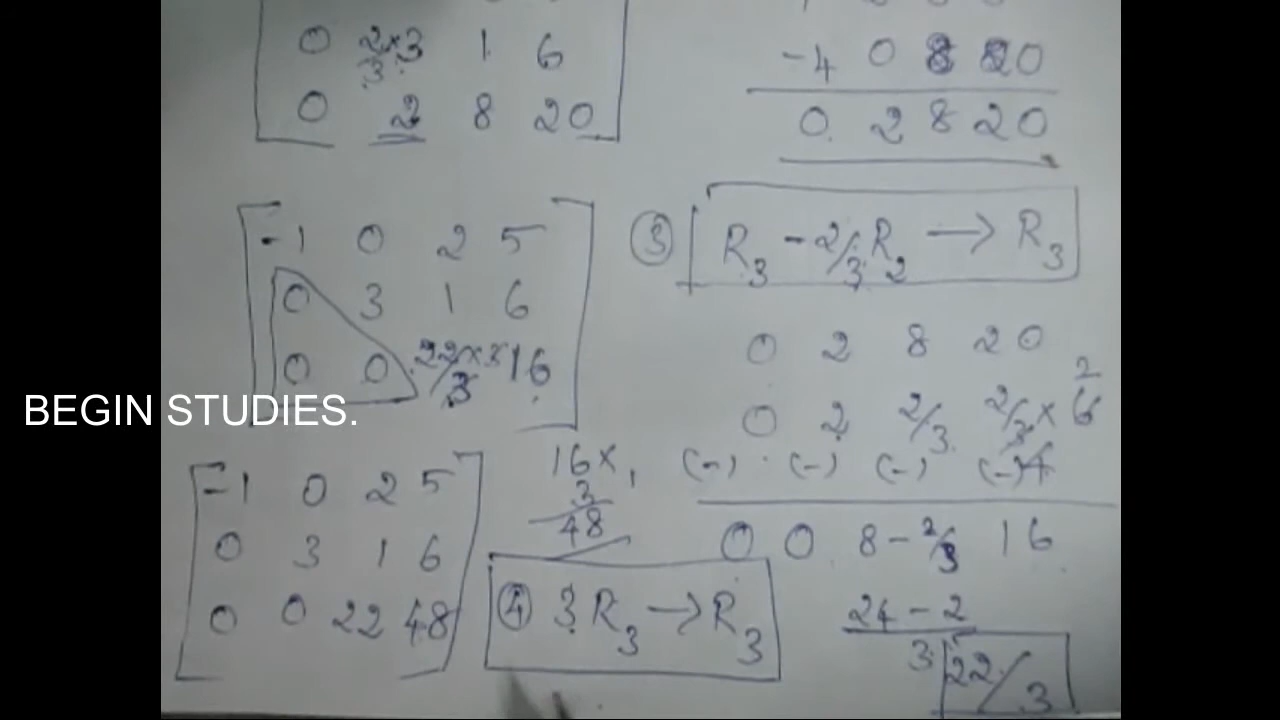 0 2×3 1 6
3
0 2 8 20
-4 0 8 20
0 2 8 20
-1 0 2 5
0 3 1 6
0 0 22/3 ×3 16
③ R3 - 2/3 R2 → R3
0 2 8 20
0 2 2/3 2/3 × 6
2
(-) (-) (-) (-)4
0 0 8-2/3 16
24 - 2
3
22/3
BEGIN STUDIES.
-1 0 2 5
0 3 1 6
0 0 22 48
16×
3
48
④ 3R3 → R3